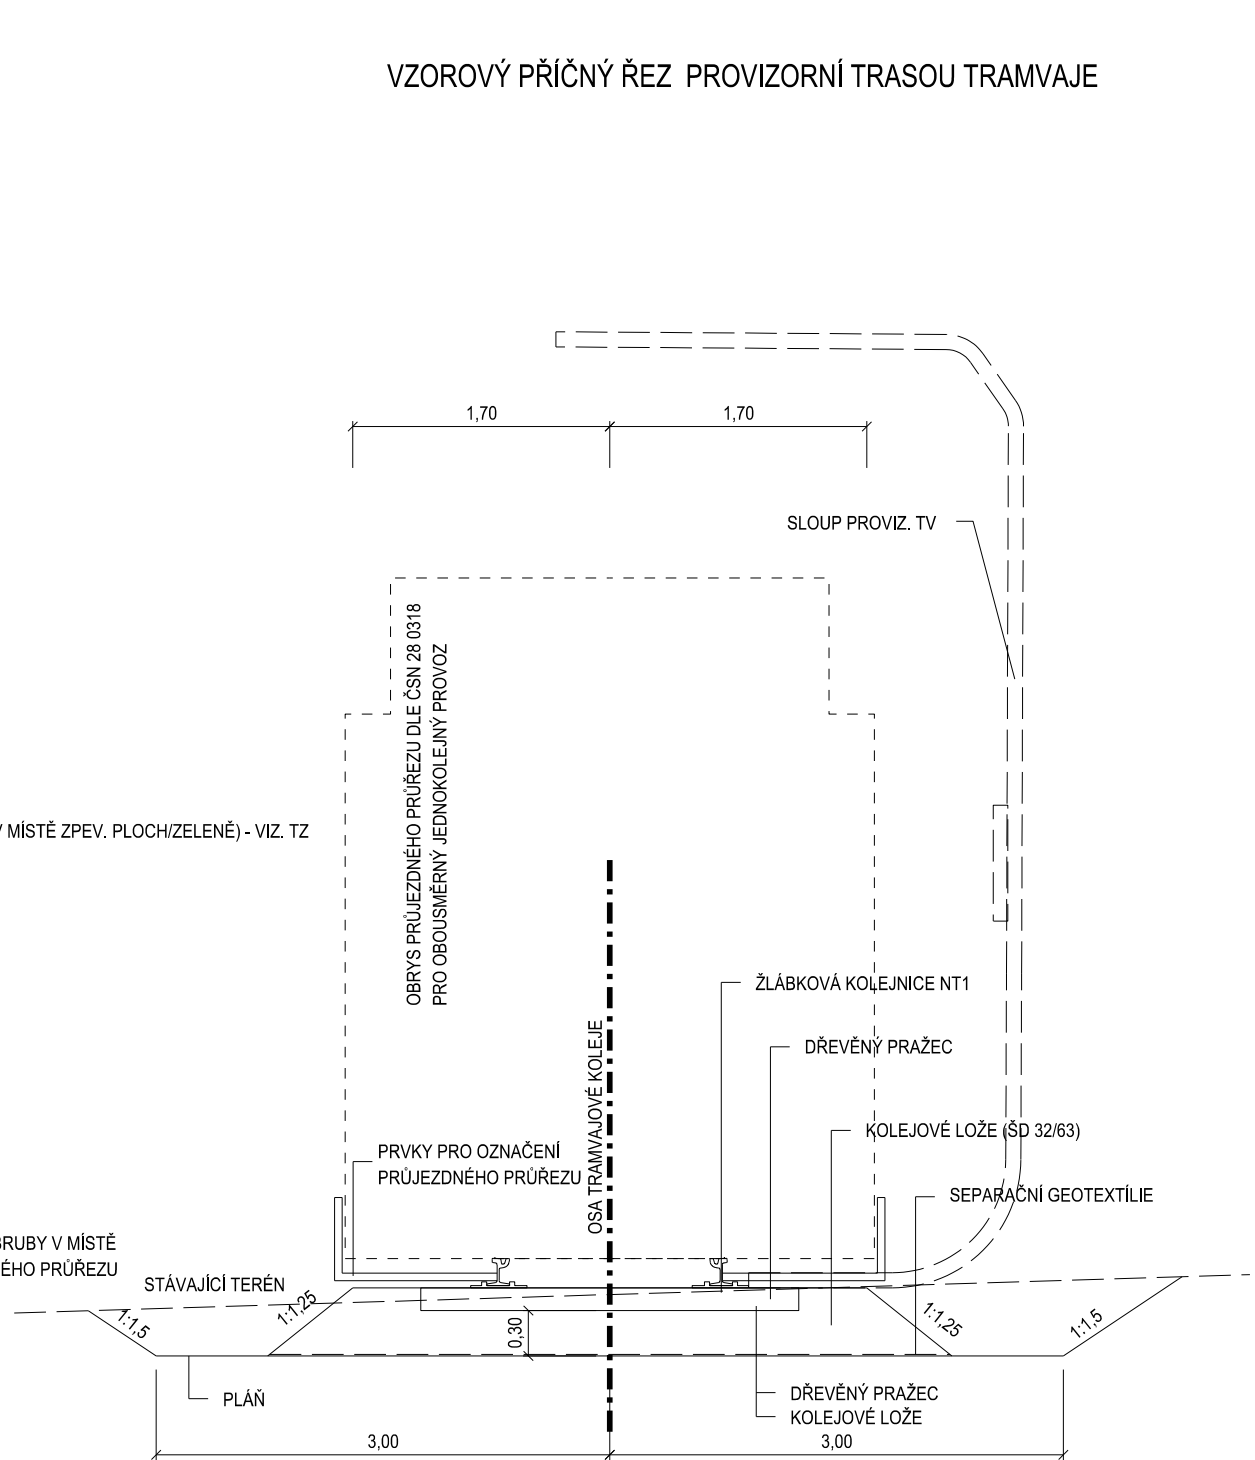 VZOROVÝ PŘÍČNÝ ŘEZ PROVIZORNÍ TRASOU TRAMVAJE
1,70
1,70
SLOUP PROVIZ. TV
OBRYS PRŮJEZDNÉHO PRŮŘEZU DLE ČSN 28 0318
PRO OBOUSMĚRNÝ JEDNOKOLEJNÝ PROVOZ
V MÍSTĚ ZPEV. PLOCH/ZELENĚ) - VIZ. TZ
ŽLÁBKOVÁ KOLEJNICE NT1
OSA TRAMVAJOVÉ KOLEJE
DŘEVĚNÝ PRAŽEC
KOLEJOVÉ LOŽE (ŠD 32/63)
PRVKY PRO OZNAČENÍ
PRŮJEZDNÉHO PRŮŘEZU
SEPARAČNÍ GEOTEXTÍLIE
BRUBY V MÍSTĚ
ÉHO PRŮŘEZU
STÁVAJÍCÍ TERÉN
1:1,5
1:1,25
0,30
1:1,25
1:1,5
PLÁŇ
DŘEVĚNÝ PRAŽEC
KOLEJOVÉ LOŽE
3,00
3,00